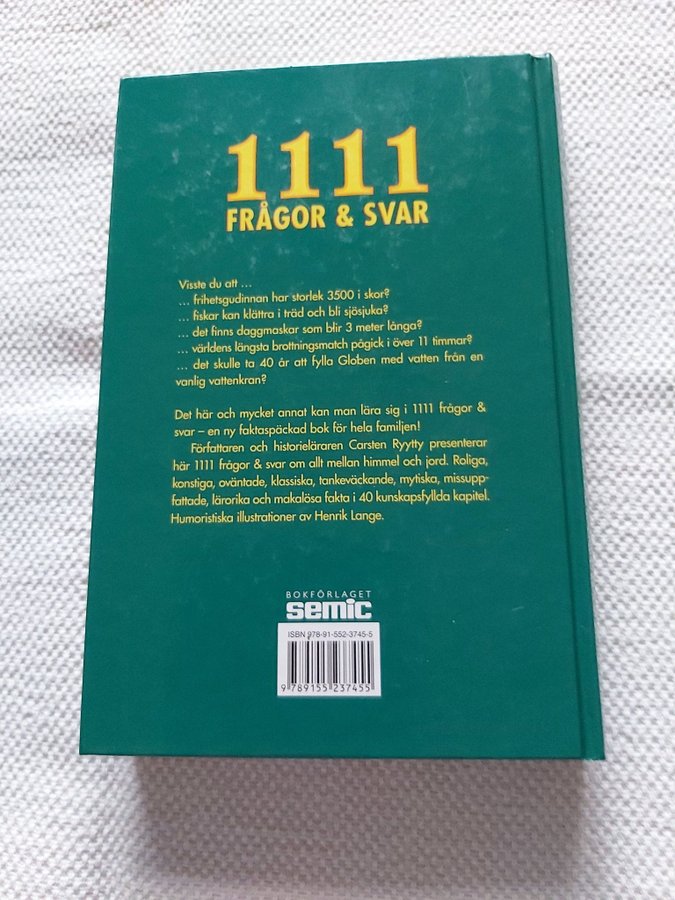 1111
FRÅGOR & SVAR
Visste du att …
… frihetsgudinnan har storlek 3500 i skor?
… fiskar kan klättra i träd och bli sjösjuka?
… det finns daggmaskar som blir 3 meter långa?
… världens längsta brottningsmatch pågick i över 11 timmar?
… det skulle ta 40 år att fylla Globen med vatten från en
vanlig vattenkran?
Det här och mycket annat kan man lära sig i 1111 frågor &
svar – en ny faktaspäckad bok för hela familjen!
Författaren och historieläraren Carsten Ryytty presenterar
här 1111 frågor & svar om allt mellan himmel och jord. Roliga,
konstiga, oväntade, klassiska, tankeväckande, mytiska, missupp-
fattade, lärorika och makalösa fakta i 40 kunskapsfyllda kapitel.
Humoristiska illustrationer av Henrik Lange.
BOKFÖRLAGET
semic
ISBN 978-91-552-3745-5
9 789155 237455